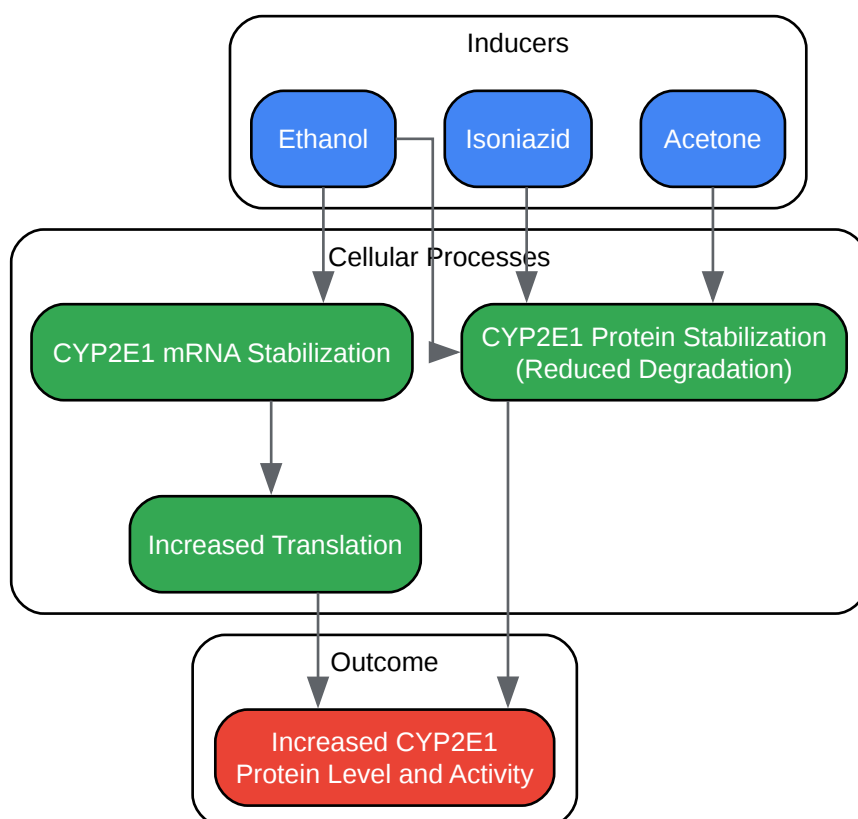 Inducers
Ethanol
Isoniazid
Acetone
Cellular Processes
CYP2E1 mRNA Stabilization
CYP2E1 Protein Stabilization
(Reduced Degradation)
Increased Translation
Outcome
Increased CYP2E1
Protein Level and Activity